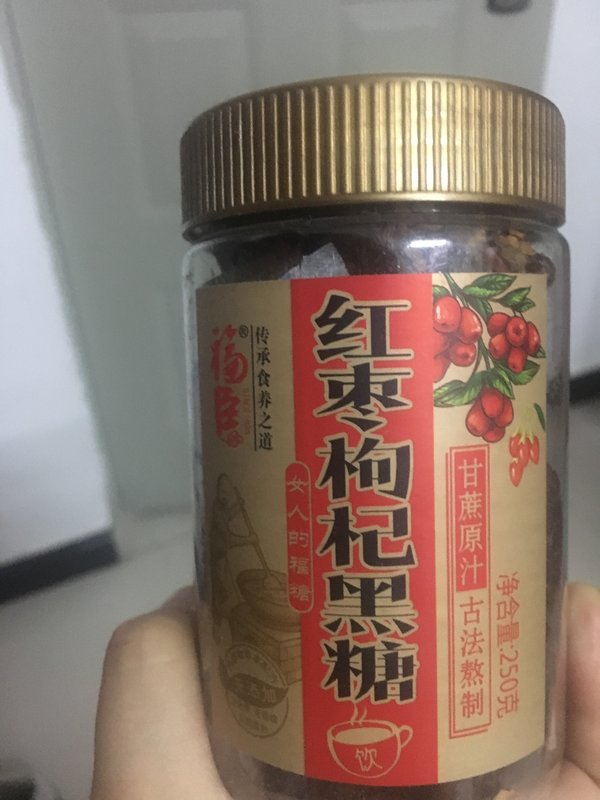 福臣®
传承食养之道
红枣枸杞黑糖
女人的福糖
甘蔗原汁 古法熬制
净含量:250克
饮